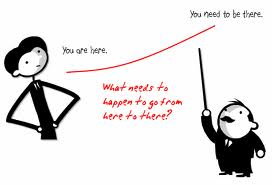 You need to be there.
You are here.
What needs to
happen to go from
here to there?